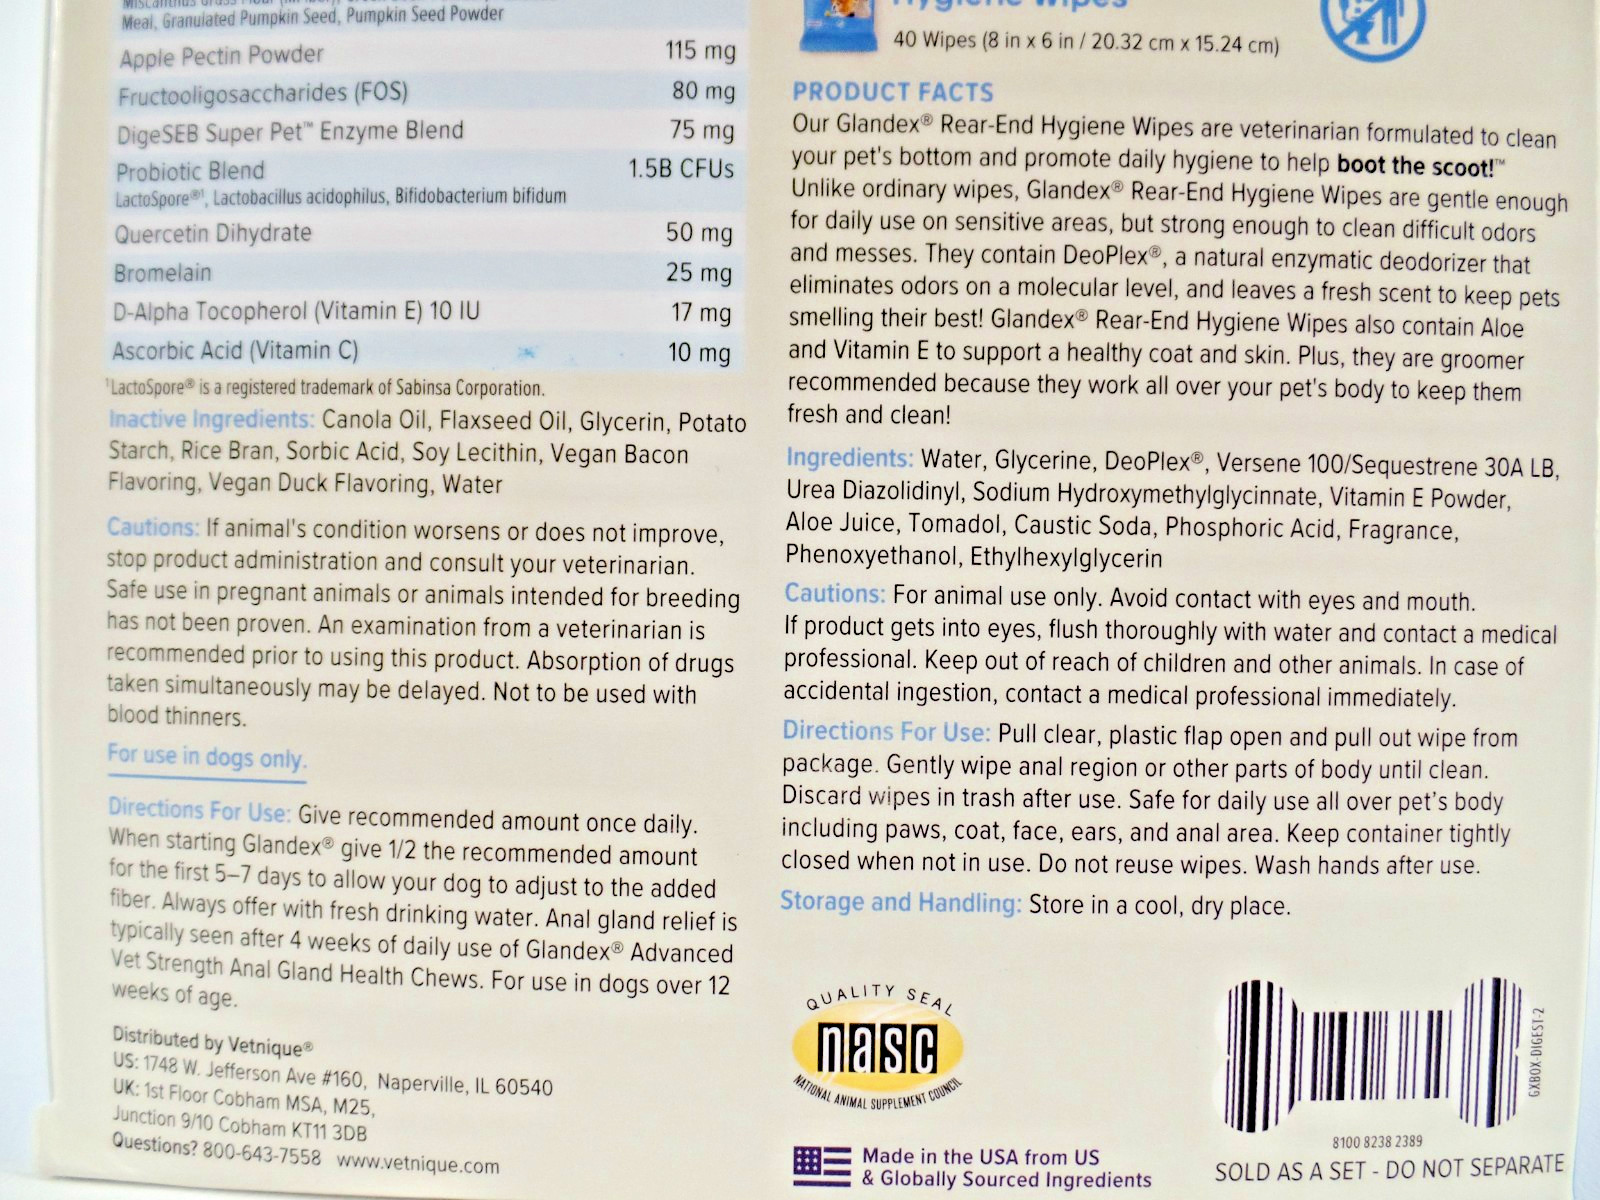 Meal, Granulated Pumpkin Seed, Pumpkin Seed Powder
Apple Pectin Powder 115 mg
Fructooligosaccharides (FOS) 80 mg
DigeSEB Super Pet™ Enzyme Blend 75 mg
Probiotic Blend 1.5B CFUs
LactoSpore®¹, Lactobacillus acidophilus, Bifidobacterium bifidum
Quercetin Dihydrate 50 mg
Bromelain 25 mg
D-Alpha Tocopherol (Vitamin E) 10 IU 17 mg
Ascorbic Acid (Vitamin C) 10 mg
¹LactoSpore® is a registered trademark of Sabinsa Corporation.
Inactive Ingredients: Canola Oil, Flaxseed Oil, Glycerin, Potato
Starch, Rice Bran, Sorbic Acid, Soy Lecithin, Vegan Bacon
Flavoring, Vegan Duck Flavoring, Water
Cautions: If animal's condition worsens or does not improve,
stop product administration and consult your veterinarian.
Safe use in pregnant animals or animals intended for breeding
has not been proven. An examination from a veterinarian is
recommended prior to using this product. Absorption of drugs
taken simultaneously may be delayed. Not to be used with
blood thinners.
For use in dogs only.
Directions For Use: Give recommended amount once daily.
When starting Glandex® give 1/2 the recommended amount
for the first 5–7 days to allow your dog to adjust to the added
fiber. Always offer with fresh drinking water. Anal gland relief is
typically seen after 4 weeks of daily use of Glandex® Advanced
Vet Strength Anal Gland Health Chews. For use in dogs over 12
weeks of age.
Distributed by Vetnique®
US: 1748 W. Jefferson Ave #160, Naperville, IL 60540
UK: 1st Floor Cobham MSA, M25,
Junction 9/10 Cobham KT11 3DB
Questions? 800-643-7558 www.vetnique.com
Hygiene Wipes
40 Wipes (8 in x 6 in / 20.32 cm x 15.24 cm)
PRODUCT FACTS
Our Glandex® Rear-End Hygiene Wipes are veterinarian formulated to clean
your pet's bottom and promote daily hygiene to help boot the scoot!™
Unlike ordinary wipes, Glandex® Rear-End Hygiene Wipes are gentle enough
for daily use on sensitive areas, but strong enough to clean difficult odors
and messes. They contain DeoPlex®, a natural enzymatic deodorizer that
eliminates odors on a molecular level, and leaves a fresh scent to keep pets
smelling their best! Glandex® Rear-End Hygiene Wipes also contain Aloe
and Vitamin E to support a healthy coat and skin. Plus, they are groomer
recommended because they work all over your pet's body to keep them
fresh and clean!
Ingredients: Water, Glycerine, DeoPlex®, Versene 100/Sequestrene 30A LB,
Urea Diazolidinyl, Sodium Hydroxymethylglycinnate, Vitamin E Powder,
Aloe Juice, Tomadol, Caustic Soda, Phosphoric Acid, Fragrance,
Phenoxyethanol, Ethylhexylglycerin
Cautions: For animal use only. Avoid contact with eyes and mouth.
If product gets into eyes, flush thoroughly with water and contact a medical
professional. Keep out of reach of children and other animals. In case of
accidental ingestion, contact a medical professional immediately.
Directions For Use: Pull clear, plastic flap open and pull out wipe from
package. Gently wipe anal region or other parts of body until clean.
Discard wipes in trash after use. Safe for daily use all over pet's body
including paws, coat, face, ears, and anal area. Keep container tightly
closed when not in use. Do not reuse wipes. Wash hands after use.
Storage and Handling: Store in a cool, dry place.
QUALITY SEAL
nasc
NATIONAL ANIMAL SUPPLEMENT COUNCIL
Made in the USA from US
& Globally Sourced Ingredients
GXBOX-DIGEST-2
8100 8238 2389
SOLD AS A SET - DO NOT SEPARATE